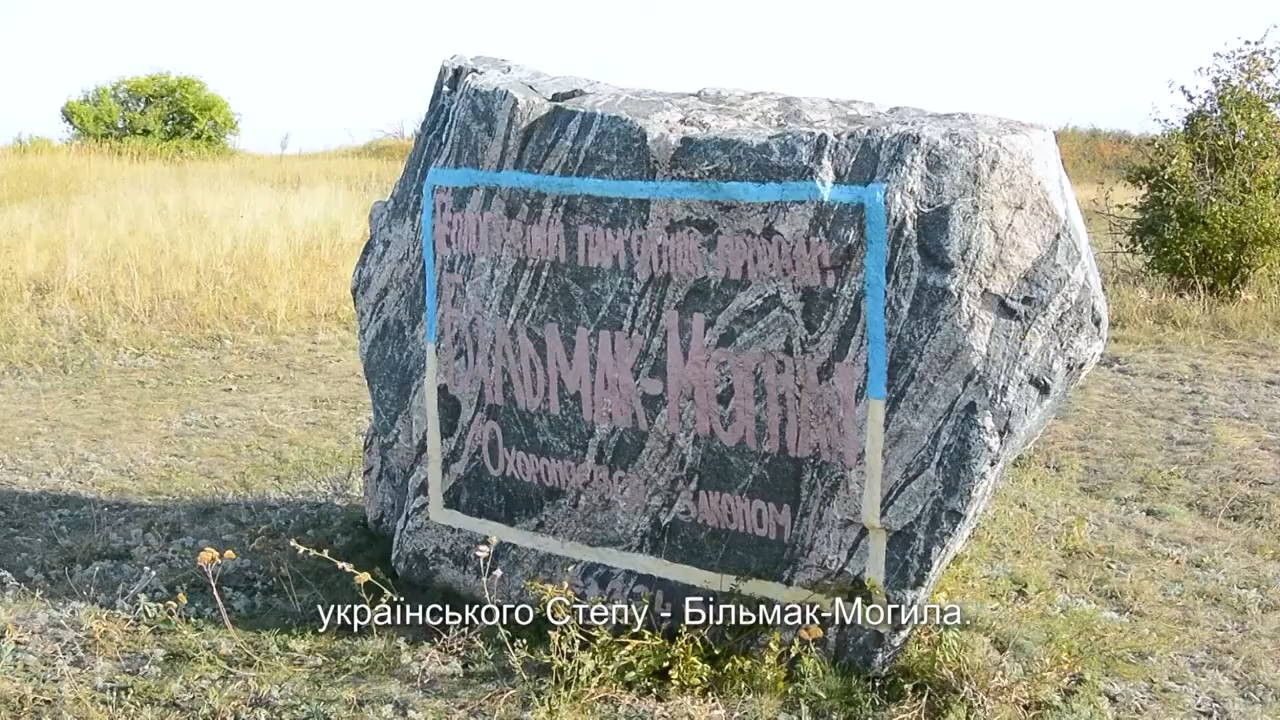 Геологічний пам'ятник природи
Більмак-Могила
Охороняється законом
українського Степу - Більмак-Могила.